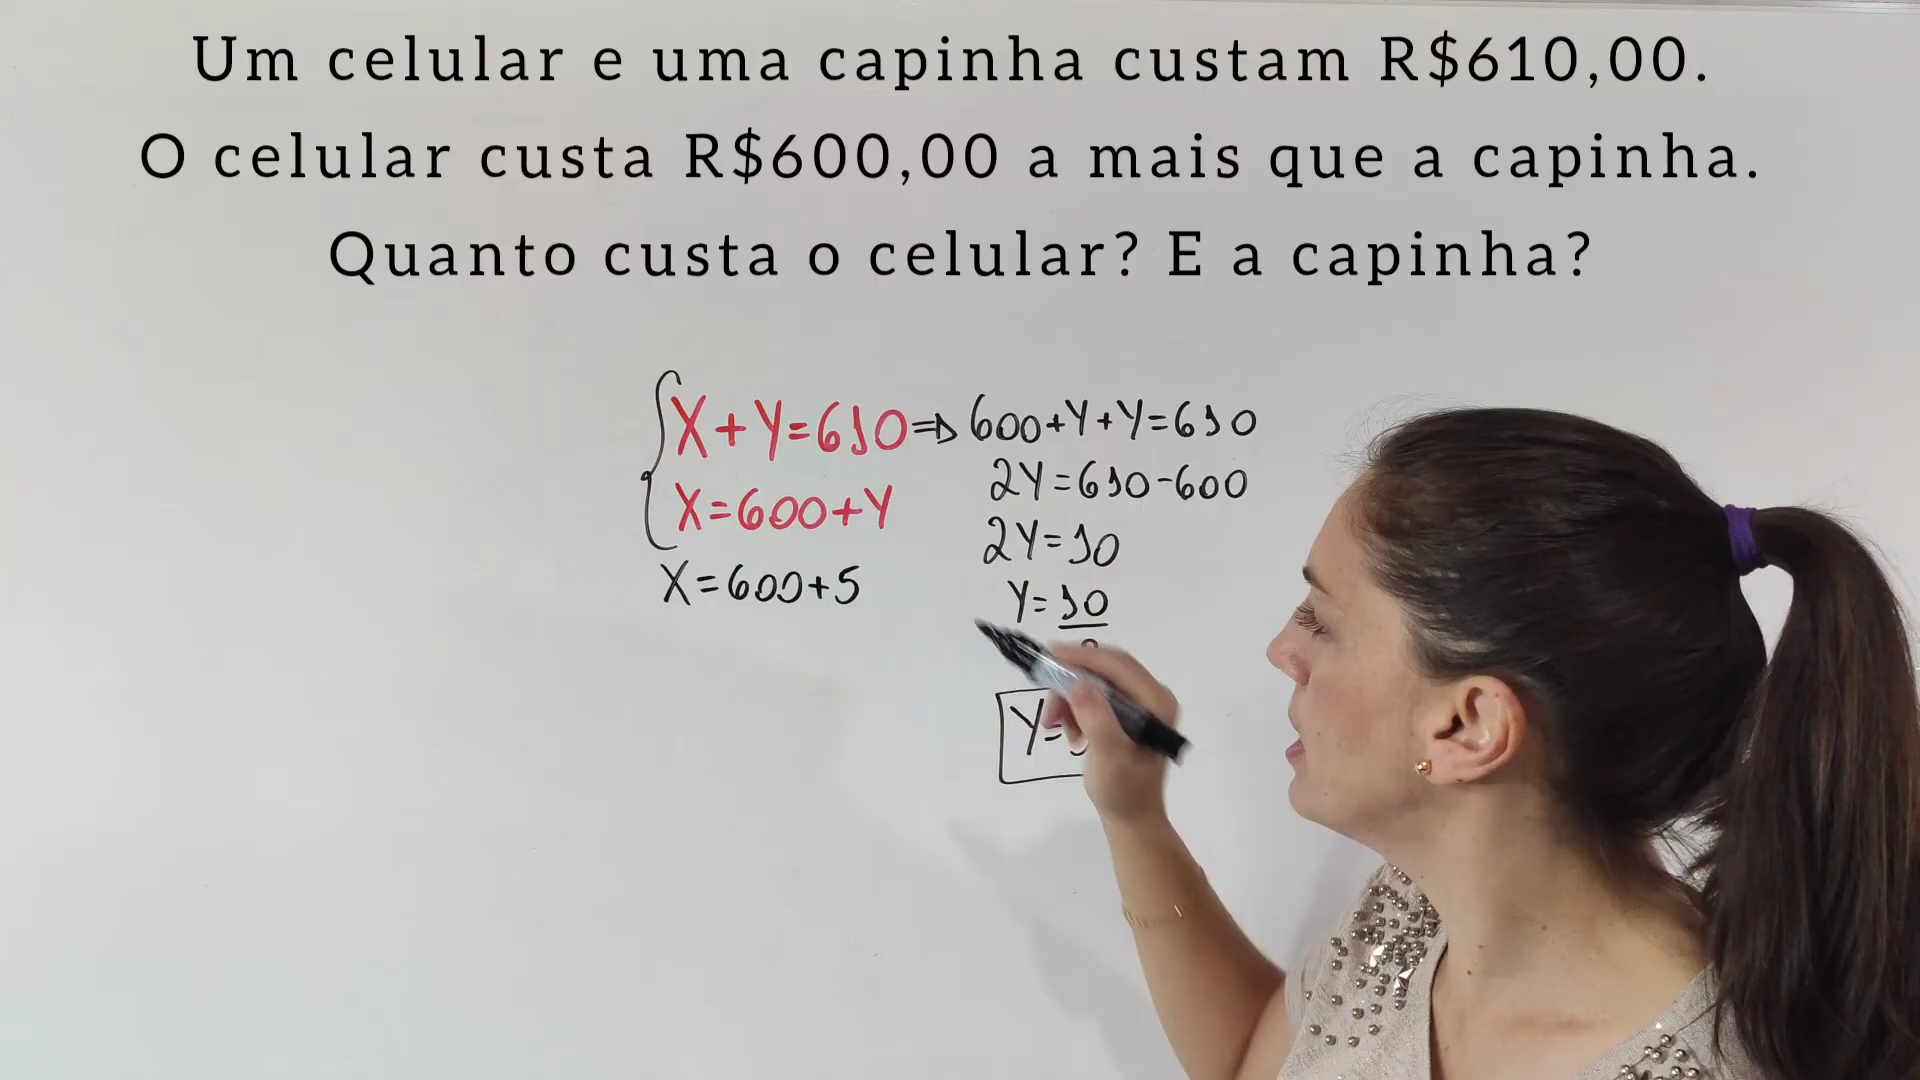 Um celular e uma capinha custam R$610,00.
O celular custa R$600,00 a mais que a capinha.
Quanto custa o celular? E a capinha?
X+Y=610⇒600+Y+Y=610
X=600+Y
2Y=610-600
2Y=10
X=600+5
Y=10
Y=